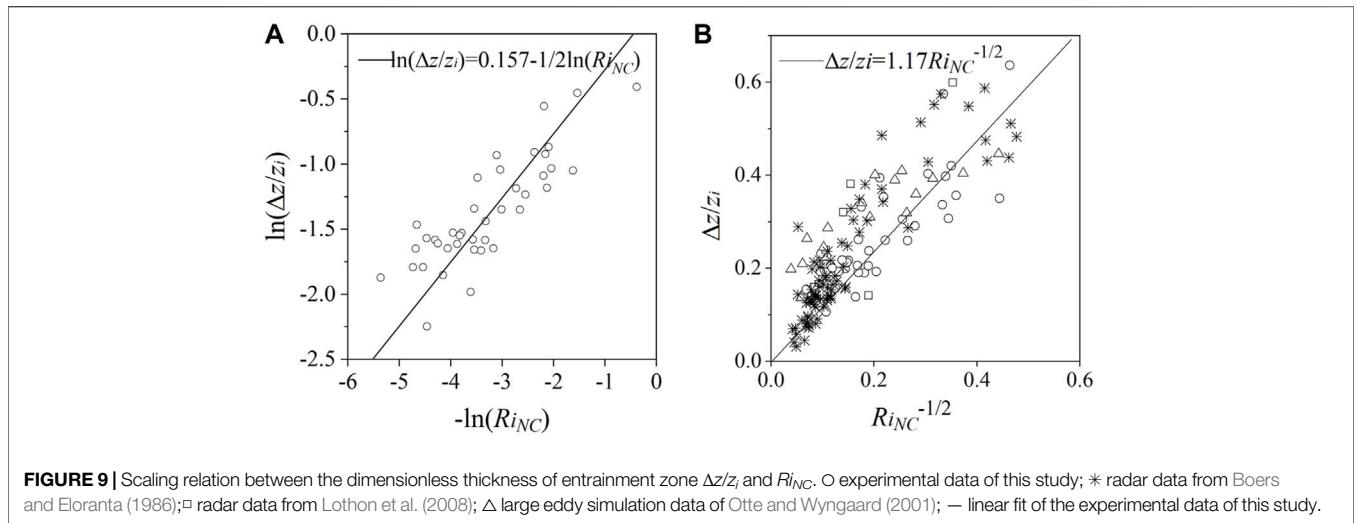 A
ln(Δz/zi)=0.157-1/2ln(RiNC)
0.0
-0.5
-1.0
-1.5
-2.0
-2.5
ln(Δz/zi)
-6 -5 -4 -3 -2 -1 0
-ln(RiNC)
B
Δz/zi=1.17RiNC-1/2
0.6
0.4
0.2
0.0
Δz/zi
0.0 0.2 0.4 0.6
RiNC-1/2
FIGURE 9 | Scaling relation between the dimensionless thickness of entrainment zone Δz/zi and RiNC. O experimental data of this study; ✳ radar data from Boers
and Eloranta (1986);□ radar data from Lothon et al. (2008); △ large eddy simulation data of Otte and Wyngaard (2001); — linear fit of the experimental data of this study.